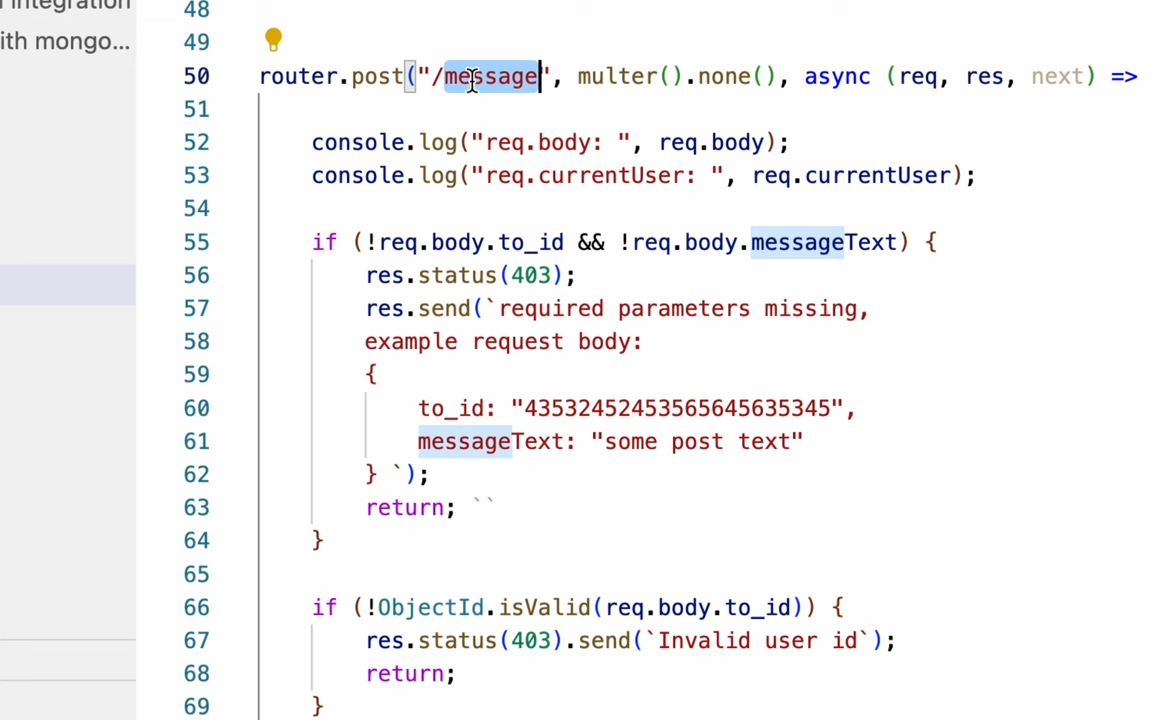 integration
ith mongo...
48
49
50 router.post("/message", multer().none(), async (req, res, next) =>
51
52 console.log("req.body: ", req.body);
53 console.log("req.currentUser: ", req.currentUser);
54
55 if (!req.body.to_id && !req.body.messageText) {
56 res.status(403);
57 res.send(`required parameters missing,
58 example request body:
59 {
60 to_id: "43532452453565645635345",
61 messageText: "some post text"
62 } `);
63 return; ``
64 }
65
66 if (!ObjectId.isValid(req.body.to_id)) {
67 res.status(403).send(`Invalid user id`);
68 return;
69 }